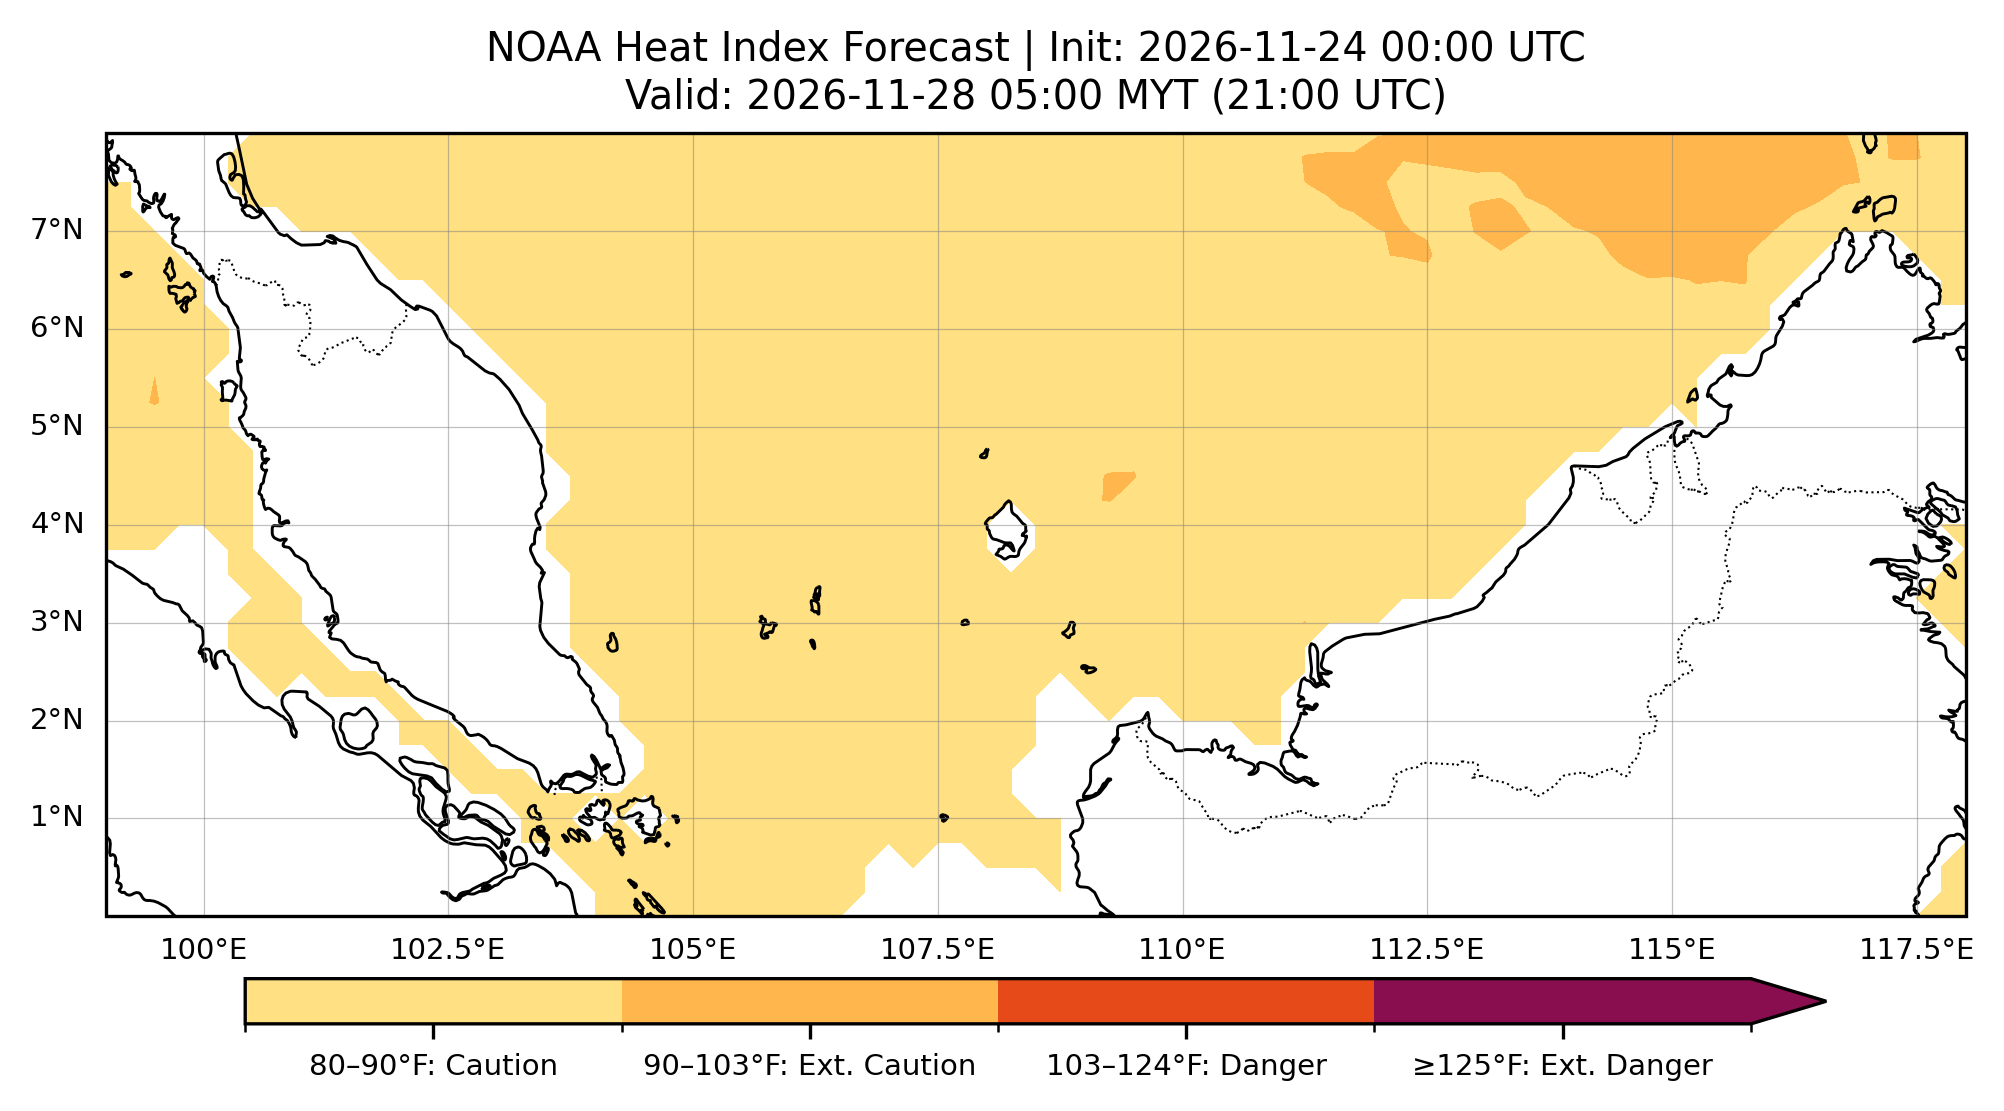 NOAA Heat Index Forecast | Init: 2026-11-24 00:00 UTC
Valid: 2026-11-28 05:00 MYT (21:00 UTC)
7°N
6°N
5°N
4°N
3°N
2°N
1°N
100°E 102.5°E 105°E 107.5°E 110°E 112.5°E 115°E 117.5°E
80–90°F: Caution 90–103°F: Ext. Caution 103–124°F: Danger ≥125°F: Ext. Danger